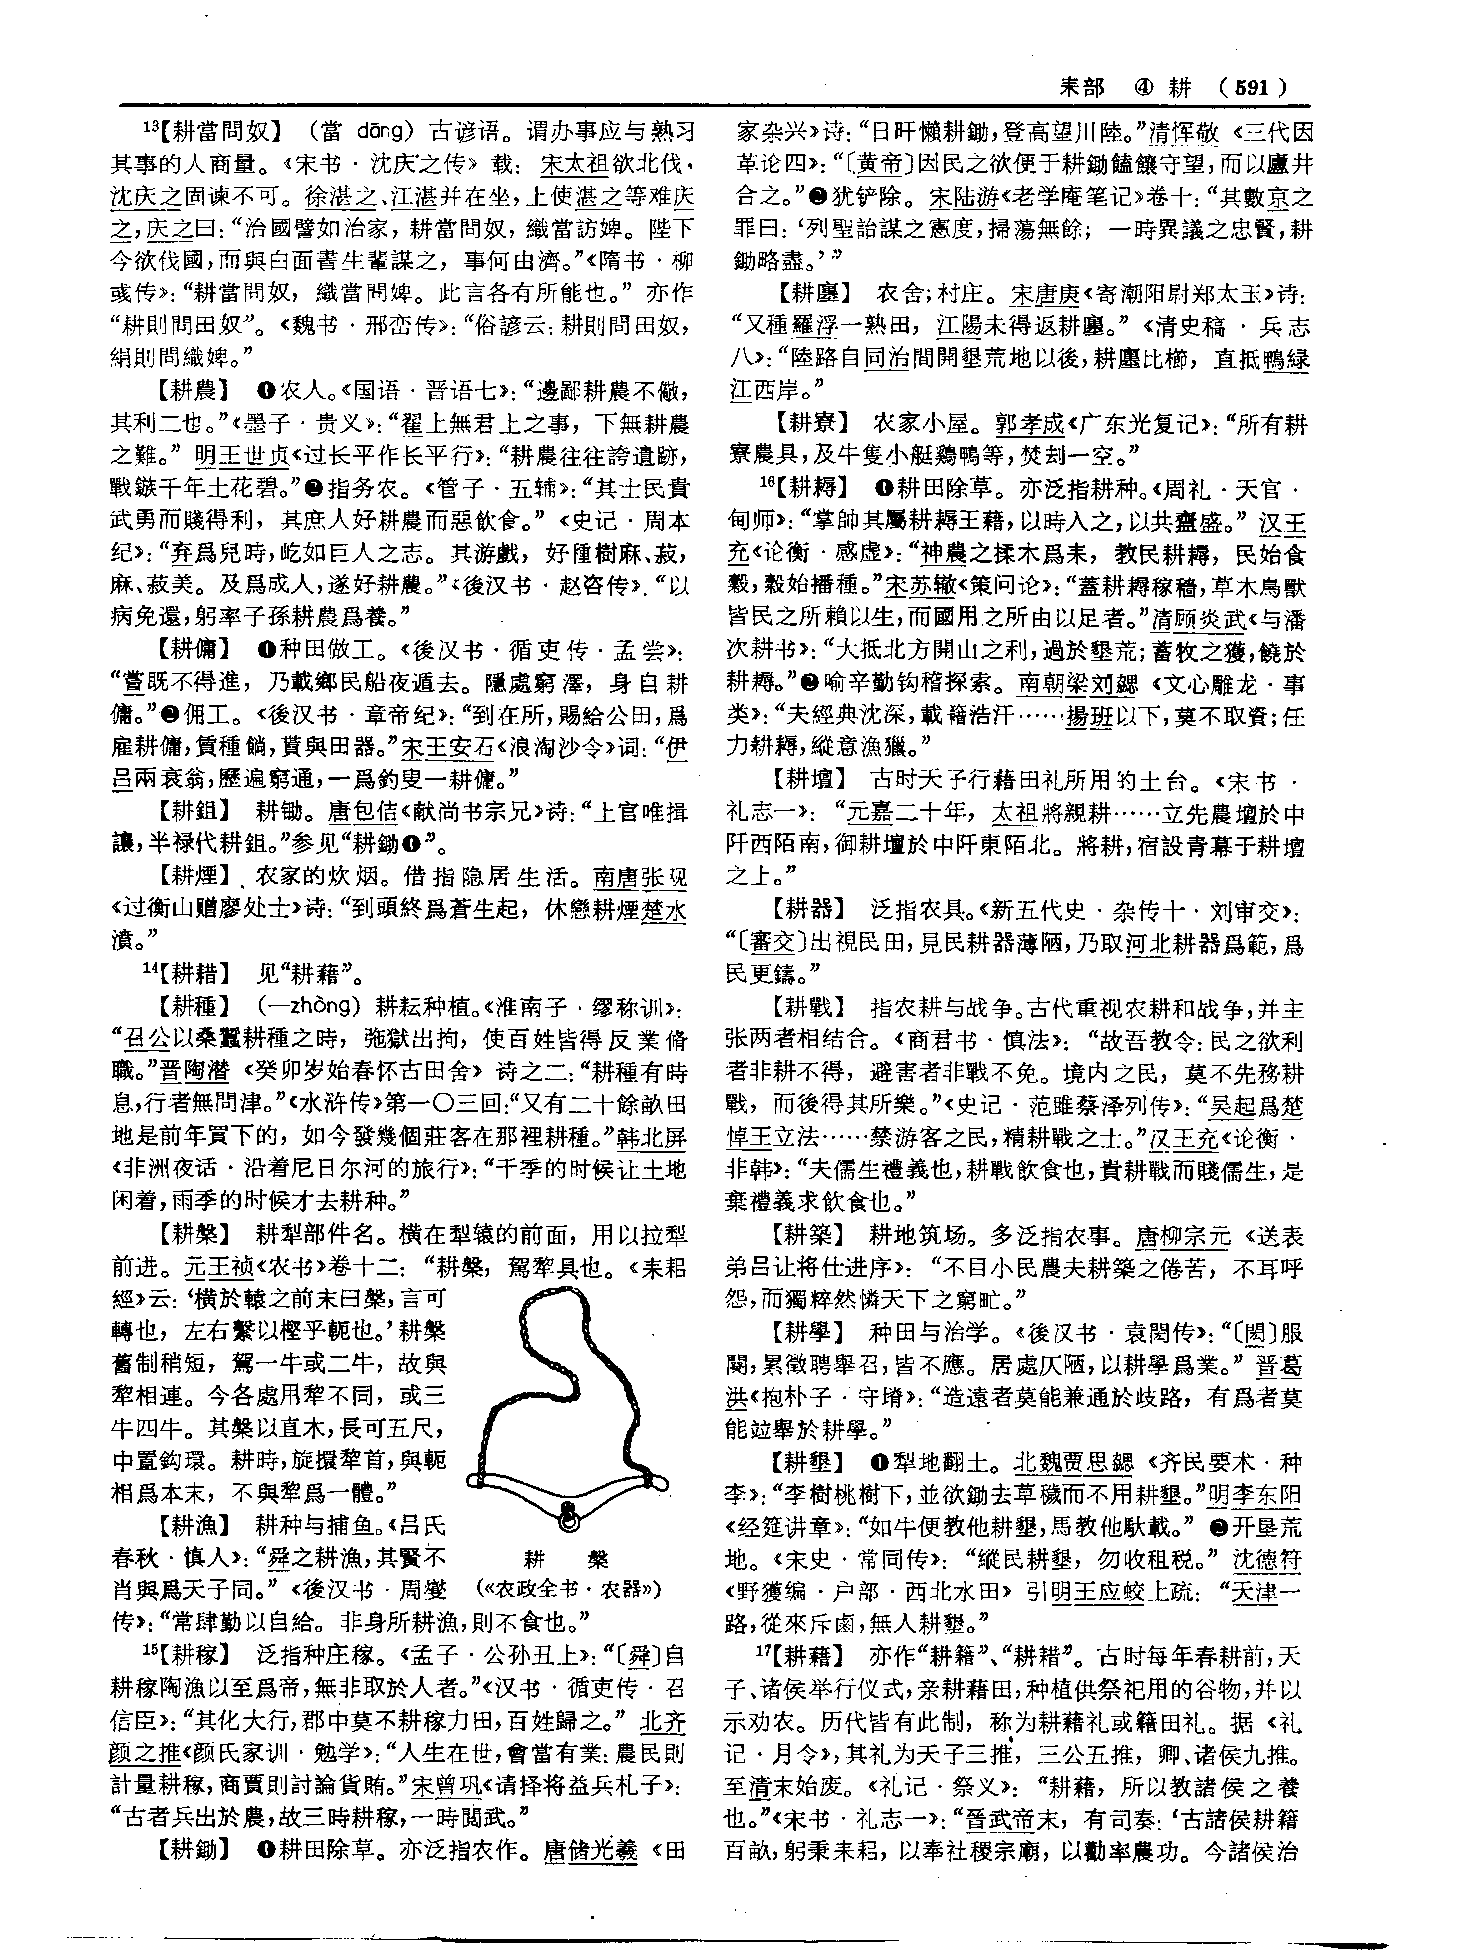 耒部　④ 耕　（591）
¹³【耕當問奴】（當 dāng）古谚语。谓办事应与熟习
其事的人商量。《宋书·沈庆之传》载：宋太祖欲北伐，
沈庆之固谏不可。徐湛之、江湛并在坐，上使湛之等难庆
之，庆之曰：“治國譬如治家，耕當問奴，織當訪婢。陛下
今欲伐國，而與白面書生輩謀之，事何由濟。”《隋书·柳
彧传》：“耕當問奴，織當問婢。此言各有所能也。”亦作
“耕則問田奴”。《魏书·邢峦传》：“俗諺云：耕則問田奴，
絹則問織婢。”
【耕農】❶农人。《国语·晋语七》：“邊鄙耕農不儆，
其利二也。”《墨子·贵义》：“翟上無君上之事，下無耕農
之難。”明王世贞《过长平作长平行》：“耕農往往誇遺跡，
戰鏃千年土花碧。”❷指务农。《管子·五辅》：“其士民貴
武勇而賤得利，其庶人好耕農而惡飲食。”《史记·周本
纪》：“弃爲兒時，屹如巨人之志。其游戲，好種樹麻、菽，
麻、菽美。及爲成人，遂好耕農。”《後汉书·赵咨传》：“以
病免還，躬率子孫耕農爲養。”
【耕傭】❶种田做工。《後汉书·循吏传·孟尝》：
“嘗既不得進，乃載鄉民船夜遁去。隱處窮澤，身自耕
傭。”❷佣工。《後汉书·章帝纪》：“到在所，賜給公田，爲
雇耕傭，賃種餉，貰與田器。”宋王安石《浪淘沙令》词：“伊
吕兩衰翁，歷遍窮通，一爲釣叟一耕傭。”
【耕鉏】耕锄。唐包佶《献尚书宗兄》诗：“上官唯揖
讓，半禄代耕鉏。”参见“耕鋤❶”。
【耕煙】农家的炊烟。借指隐居生活。南唐张观
《过衡山赠廖处士》诗：“到頭終爲蒼生起，休戀耕煙楚水
濆。”
¹⁴【耕耤】见“耕藉”。
【耕種】（—zhòng）耕耘种植。《淮南子·缪称训》：
“召公以桑蠶耕種之時，弛獄出拘，使百姓皆得反業脩
職。”晋陶潜《癸卯岁始春怀古田舍》诗之二：“耕種有時
息，行者無問津。”《水浒传》第一〇三回：“又有二十餘畝田
地是前年買下的，如今發幾個莊客在那裡耕種。”韩北屏
《非洲夜话·沿着尼日尔河的旅行》：“干季的时候让土地
闲着，雨季的时候才去耕种。”
【耕槃】耕犁部件名。横在犁辕的前面，用以拉犁
前进。元王祯《农书》卷十二：“耕槃，駕犂具也。《耒耜
經》云：‘横於轅之前末曰槃，言可
轉也，左右繫以樫乎軛也。’耕槃
舊制稍短，駕一牛或二牛，故與
犂相連。今各處用犂不同，或三
牛四牛。其槃以直木，長可五尺，
中置鈎環。耕時，旋擐犂首，與軛
相爲本末，不與犂爲一體。”
【耕漁】耕种与捕鱼。《吕氏
春秋·慎人》：“舜之耕漁，其賢不
肖與爲天子同。”《後汉书·周燮
传》：“常肆勤以自給。非身所耕漁，則不食也。”
耕　槃
（《农政全书·农器》）
¹⁵【耕稼】泛指种庄稼。《孟子·公孙丑上》：“〔舜〕自
耕稼陶漁以至爲帝，無非取於人者。”《汉书·循吏传·召
信臣》：“其化大行，郡中莫不耕稼力田，百姓歸之。”北齐
颜之推《颜氏家训·勉学》：“人生在世，會當有業：農民則
計量耕稼，商賈則討論貨賄。”宋曾巩《请择将益兵札子》：
“古者兵出於農，故三時耕稼，一時閲武。”
【耕鋤】❶耕田除草。亦泛指农作。唐储光羲《田
家杂兴》诗：“日旰懶耕鋤，登高望川陸。”清恽敬《三代因
革论四》：“〔黄帝〕因民之欲便于耕鋤饁饟守望，而以廬井
合之。”❷犹铲除。宋陆游《老学庵笔记》卷十：“其數京之
罪曰：‘列聖詒謀之憲度，掃蕩無餘；一時異議之忠賢，耕
鋤略盡。’”
【耕廛】农舍；村庄。宋唐庚《寄潮阳尉郑太玉》诗：
“又種羅浮一熟田，江陽未得返耕廛。”《清史稿·兵志
八》：“陸路自同治間開墾荒地以後，耕廛比櫛，直抵鴨緑
江西岸。”
【耕寮】农家小屋。郭孝成《广东光复记》：“所有耕
寮農具，及牛隻小艇鷄鴨等，焚刦一空。”
¹⁶【耕耨】❶耕田除草。亦泛指耕种。《周礼·天官·
甸师》：“掌帥其屬耕耨王藉，以時入之，以共齍盛。”汉王
充《论衡·感虚》：“神農之揉木爲耒，教民耕耨，民始食
穀，穀始播種。”宋苏辙《策问论》：“蓋耕耨稼穡，草木鳥獸
皆民之所賴以生，而國用之所由以足者。”清顾炎武《与潘
次耕书》：“大抵北方開山之利，過於墾荒；蓄牧之獲，饒於
耕耨。”❷喻辛勤钩稽探索。南朝梁刘勰《文心雕龙·事
类》：“夫經典沈深，載籍浩汗……揚班以下，莫不取資；任
力耕耨，縱意漁獵。”
【耕壇】古时天子行藉田礼所用的土台。《宋书·
礼志一》：“元嘉二十年，太祖將親耕……立先農壇於中
阡西陌南，御耕壇於中阡東陌北。將耕，宿設青幕于耕壇
之上。”
【耕器】泛指农具。《新五代史·杂传十·刘审交》：
“〔審交〕出視民田，見民耕器薄陋，乃取河北耕器爲範，爲
民更鑄。”
【耕戰】指农耕与战争。古代重视农耕和战争，并主
张两者相结合。《商君书·慎法》：“故吾教令：民之欲利
者非耕不得，避害者非戰不免。境内之民，莫不先務耕
戰，而後得其所樂。”《史记·范雎蔡泽列传》：“吴起爲楚
悼王立法……禁游客之民，精耕戰之士。”汉王充《论衡·
非韩》：“夫儒生禮義也，耕戰飲食也，貴耕戰而賤儒生，是
棄禮義求飲食也。”
【耕築】耕地筑场。多泛指农事。唐柳宗元《送表
弟吕让将仕进序》：“不目小民農夫耕築之倦苦，不耳呼
怨，而獨粹然憐天下之窮甿。”
【耕學】种田与治学。《後汉书·袁闳传》：“〔閎〕服
闋，累徵聘舉召，皆不應。居處仄陋，以耕學爲業。”晋葛
洪《抱朴子·守塉》：“造遠者莫能兼通於歧路，有爲者莫
能竝舉於耕學。”
【耕墾】❶犁地翻土。北魏贾思勰《齐民要术·种
李》：“李樹桃樹下，並欲鋤去草穢而不用耕墾。”明李东阳
《经筵讲章》：“如牛便教他耕墾，馬教他馱載。”❷开垦荒
地。《宋史·常同传》：“縱民耕墾，勿收租税。”沈德符
《野獲编·户部·西北水田》引明王应蛟上疏：“天津一
路，從來斥鹵，無人耕墾。”
¹⁷【耕藉】亦作“耕籍”、“耕耤”。古时每年春耕前，天
子、诸侯举行仪式，亲耕藉田，种植供祭祀用的谷物，并以
示劝农。历代皆有此制，称为耕藉礼或籍田礼。据《礼
记·月令》，其礼为天子三推，三公五推，卿、诸侯九推。
至清末始废。《礼记·祭义》：“耕藉，所以教諸侯之養
也。”《宋书·礼志一》：“晉武帝末，有司奏：‘古諸侯耕籍
百畝，躬秉耒耜，以奉社稷宗廟，以勸率農功。今諸侯治